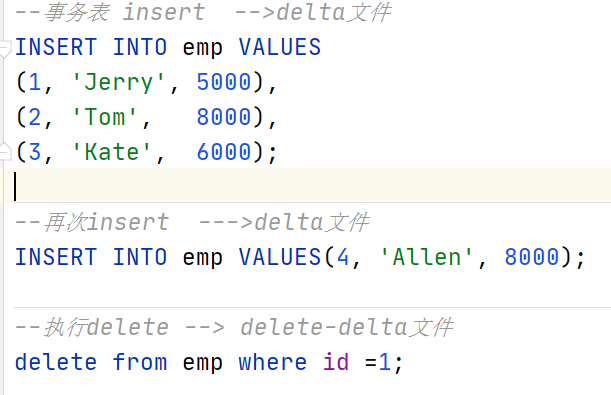 --事务表 insert  -->delta文件
INSERT INTO emp VALUES
(1, 'Jerry', 5000),
(2, 'Tom',   8000),
(3, 'Kate',  6000);
--再次insert  --->delta文件
INSERT INTO emp VALUES(4, 'Allen', 8000);
--执行delete --> delete-delta文件
delete from emp where id =1;